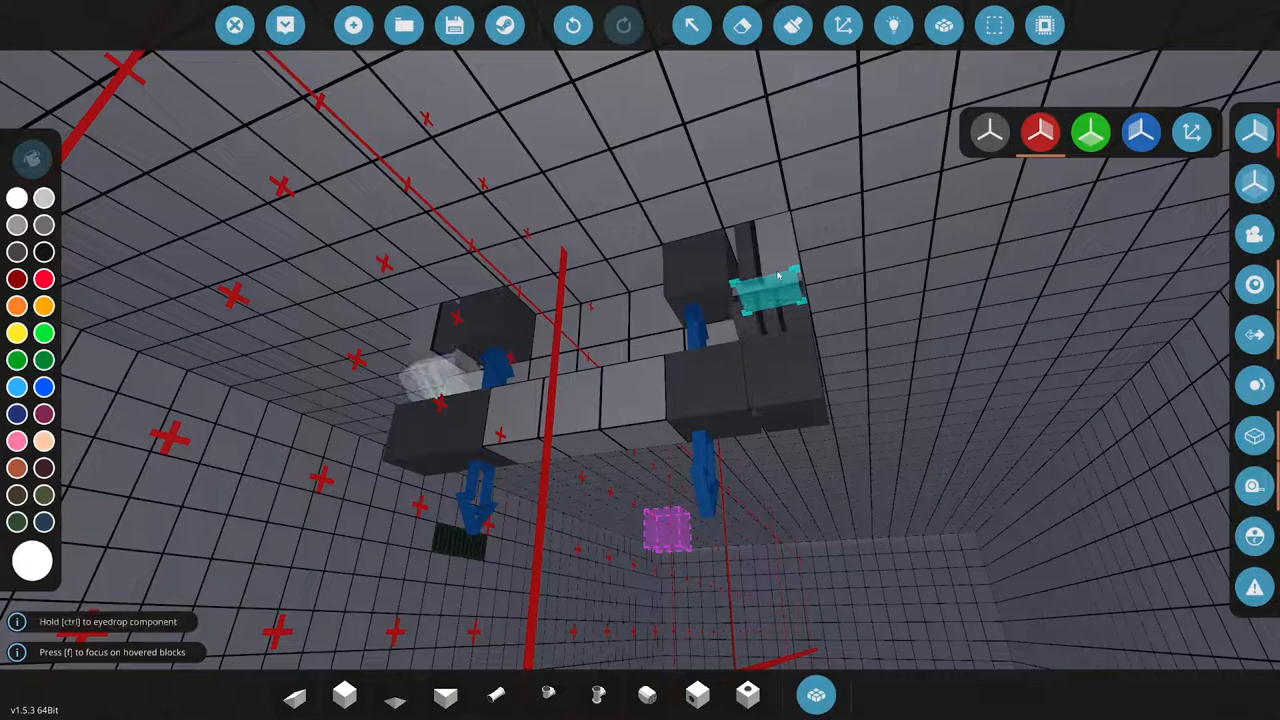 Hold [ctrl] to eyedrop component
Press [f] to focus on hovered blocks
v1.5.3 64Bit